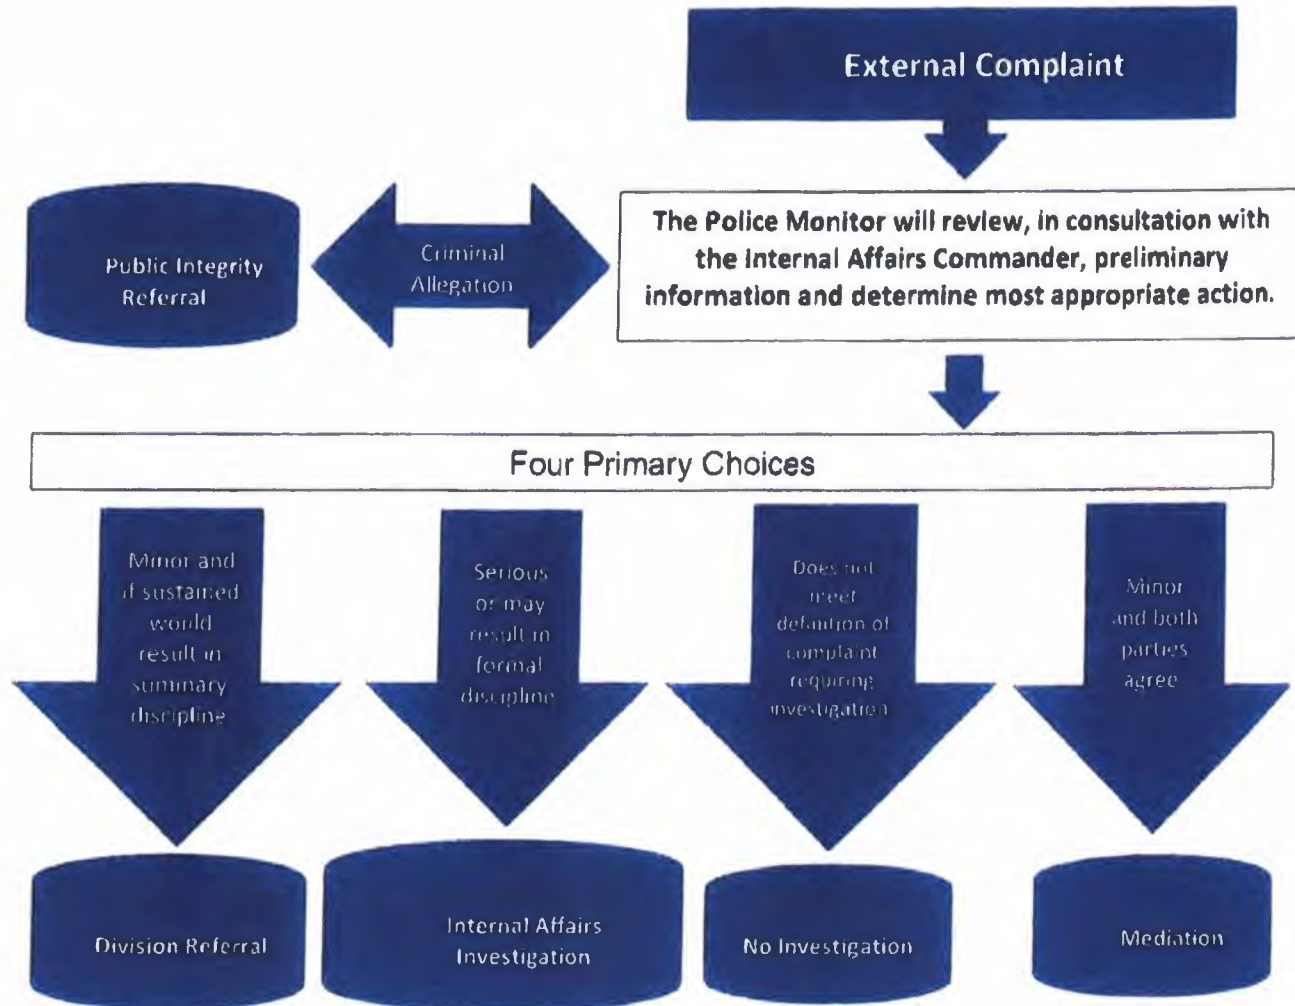 External Complaint
Public Integrity
Referral
Criminal
Allegation
The Police Monitor will review, in consultation with
the Internal Affairs Commander, preliminary
information and determine most appropriate action.
Four Primary Choices
Minor and
if sustained
would
result in
summary
discipline
Serious
or may
result in
formal
discipline
Does not
meet
definition of
complaint
requiring
investigation
Minor
and both
parties
agree
Division Referral
Internal Affairs
Investigation
No Investigation
Mediation